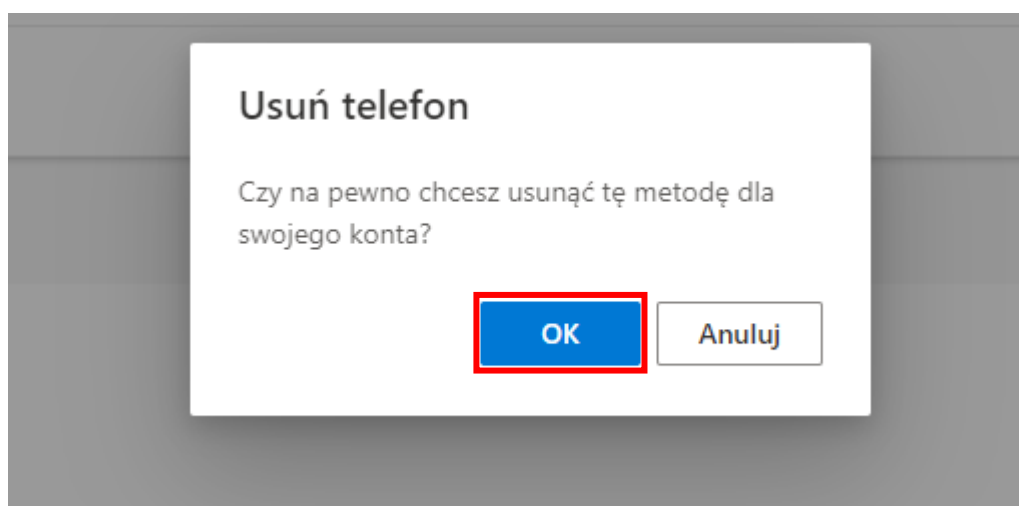 Usuń telefon
Czy na pewno chcesz usunąć tę metodę dla
swojego konta?
OK
Anuluj